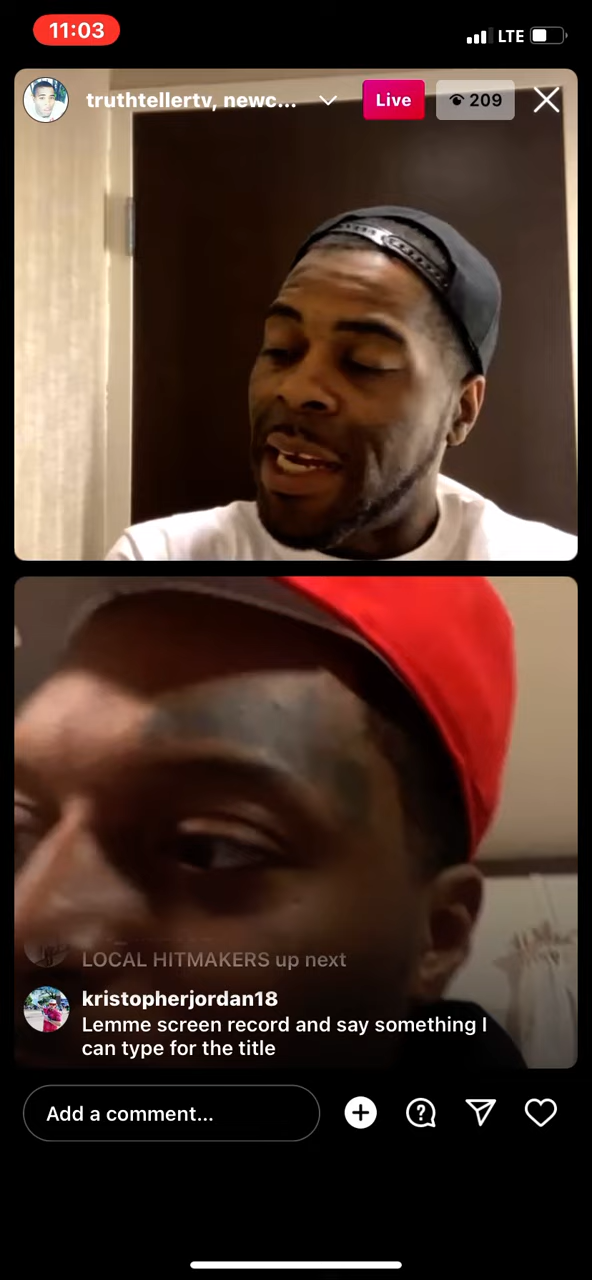 11:03
LTE
truthtellertv, newc...
Live
209
LOCAL HITMAKERS up next
kristopherjordan18
Lemme screen record and say something I
can type for the title
Add a comment...